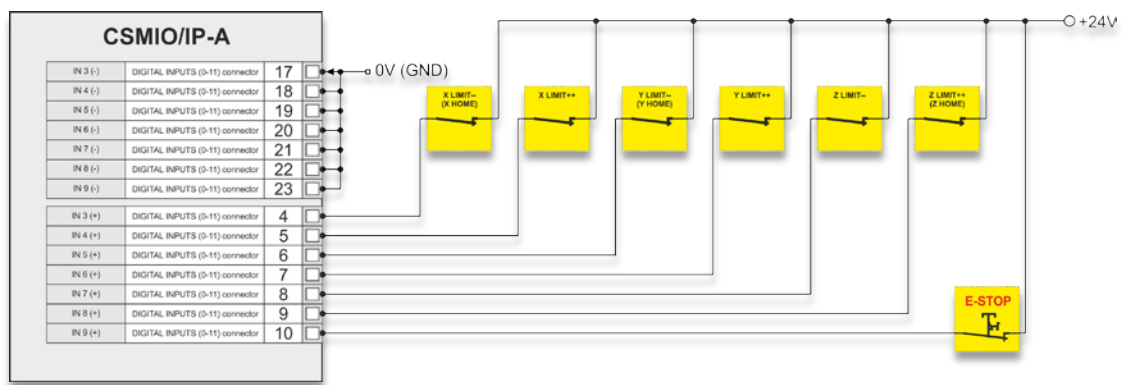 CSMIO/IP-A
IN 3 (-) DIGITAL INPUTS (0-11) connector 17
IN 4 (-) DIGITAL INPUTS (0-11) connector 18
IN 5 (-) DIGITAL INPUTS (0-11) connector 19
IN 6 (-) DIGITAL INPUTS (0-11) connector 20
IN 7 (-) DIGITAL INPUTS (0-11) connector 21
IN 8 (-) DIGITAL INPUTS (0-11) connector 22
IN 9 (-) DIGITAL INPUTS (0-11) connector 23
IN 3 (+) DIGITAL INPUTS (0-11) connector 4
IN 4 (+) DIGITAL INPUTS (0-11) connector 5
IN 5 (+) DIGITAL INPUTS (0-11) connector 6
IN 6 (+) DIGITAL INPUTS (0-11) connector 7
IN 7 (+) DIGITAL INPUTS (0-11) connector 8
IN 8 (+) DIGITAL INPUTS (0-11) connector 9
IN 9 (+) DIGITAL INPUTS (0-11) connector 10
0V (GND)
+24V
X LIMIT--
(X HOME)
X LIMIT++
Y LIMIT--
(Y HOME)
Y LIMIT++
Z LIMIT--
Z LIMIT++
(Z HOME)
E-STOP